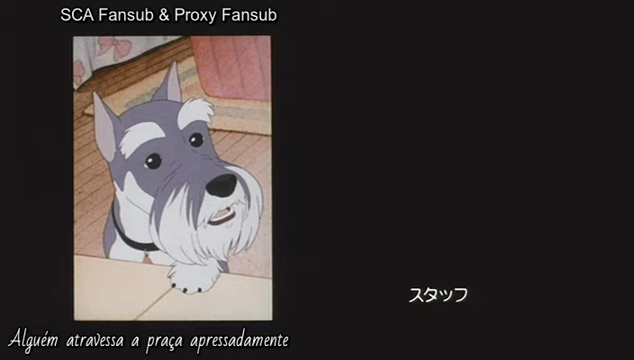 SCA Fansub & Proxy Fansub
スタッフ
Alguém atravessa a praça apressadamente